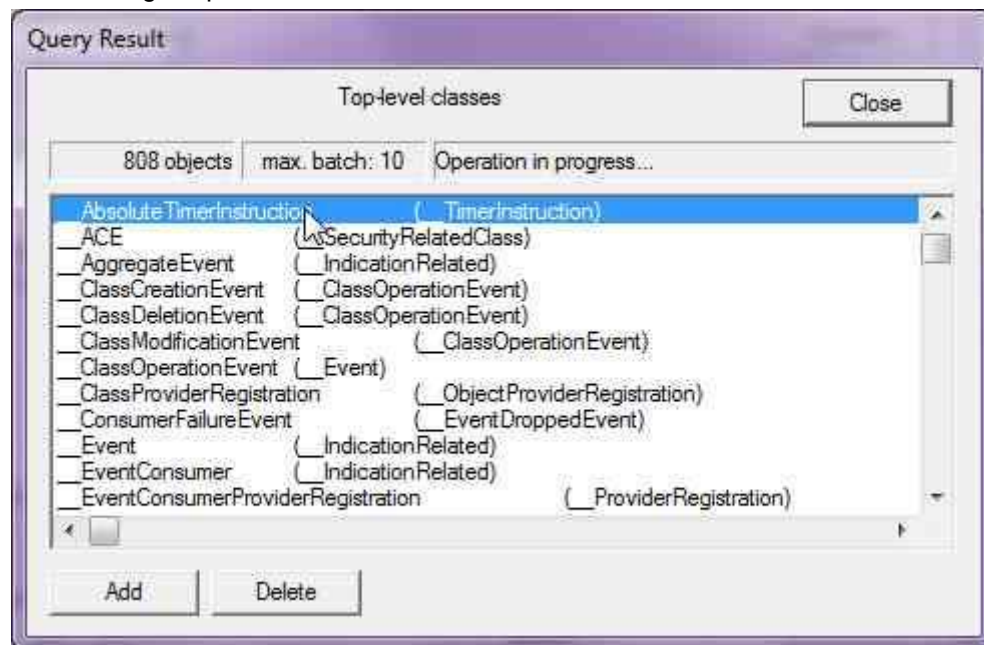 Query Result
Top-level classes
Close
808 objects max. batch: 10 Operation in progress...
__AbsoluteTimerInstruction (__TimerInstruction)
__ACE (__SecurityRelatedClass)
__AggregateEvent (__IndicationRelated)
__ClassCreationEvent (__ClassOperationEvent)
__ClassDeletionEvent (__ClassOperationEvent)
__ClassModificationEvent (__ClassOperationEvent)
__ClassOperationEvent (__Event)
__ClassProviderRegistration (__ObjectProviderRegistration)
__ConsumerFailureEvent (__EventDroppedEvent)
__Event (__IndicationRelated)
__EventConsumer (__IndicationRelated)
__EventConsumerProviderRegistration (__ProviderRegistration)
Add Delete